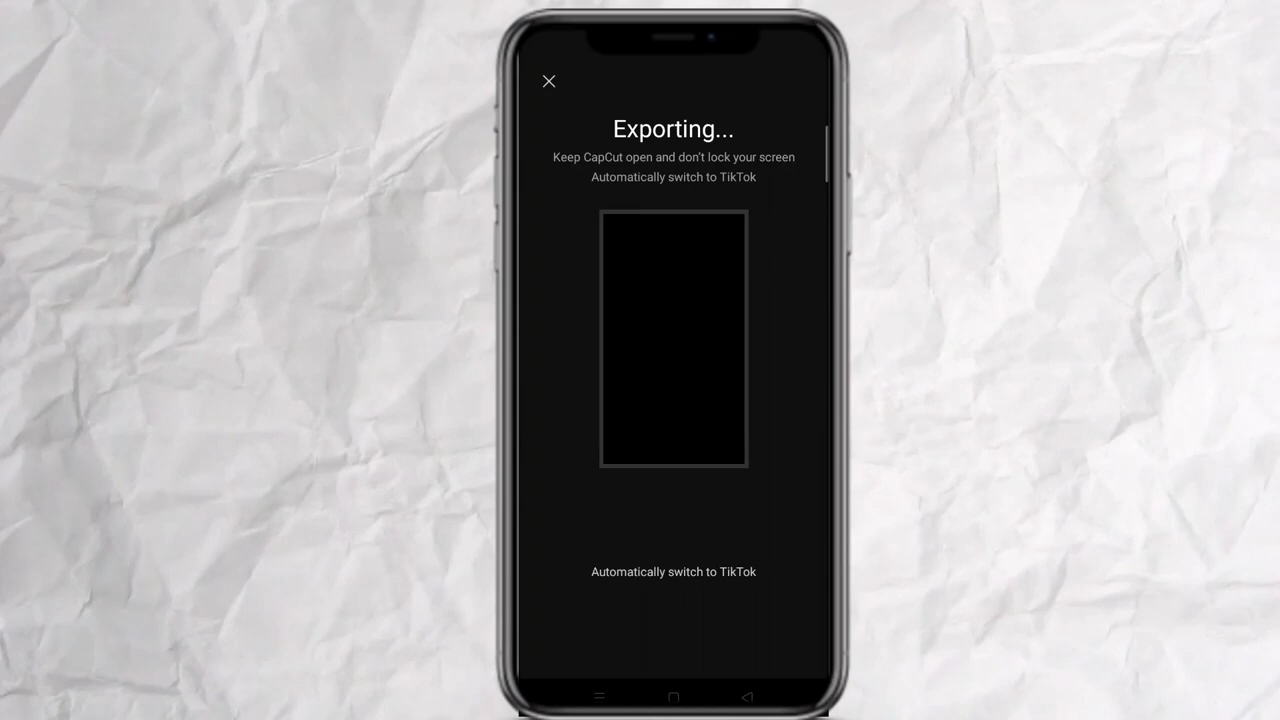 Exporting...
Keep CapCut open and don't lock your screen
Automatically switch to TikTok
Automatically switch to TikTok